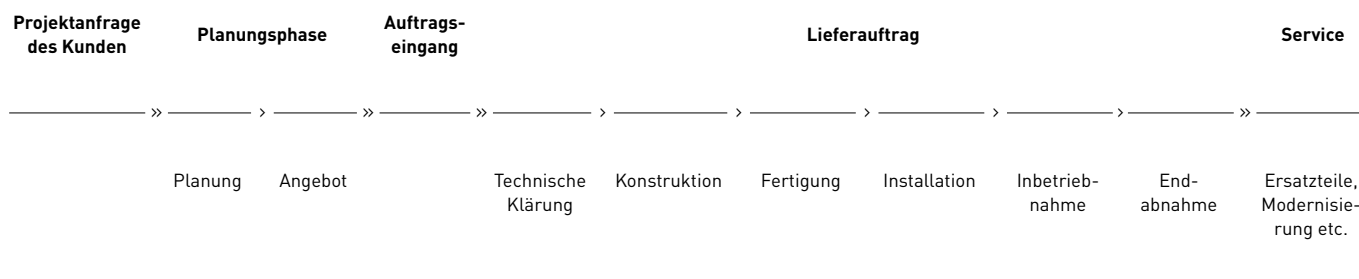 Projektanfrage
des Kunden
Planungsphase
Auftrags-
eingang
Lieferauftrag
Service
» › » » › › › › › »
Planung
Angebot
Technische
Klärung
Konstruktion
Fertigung
Installation
Inbetrieb-
nahme
End-
abnahme
Ersatzteile,
Modernisie-
rung etc.